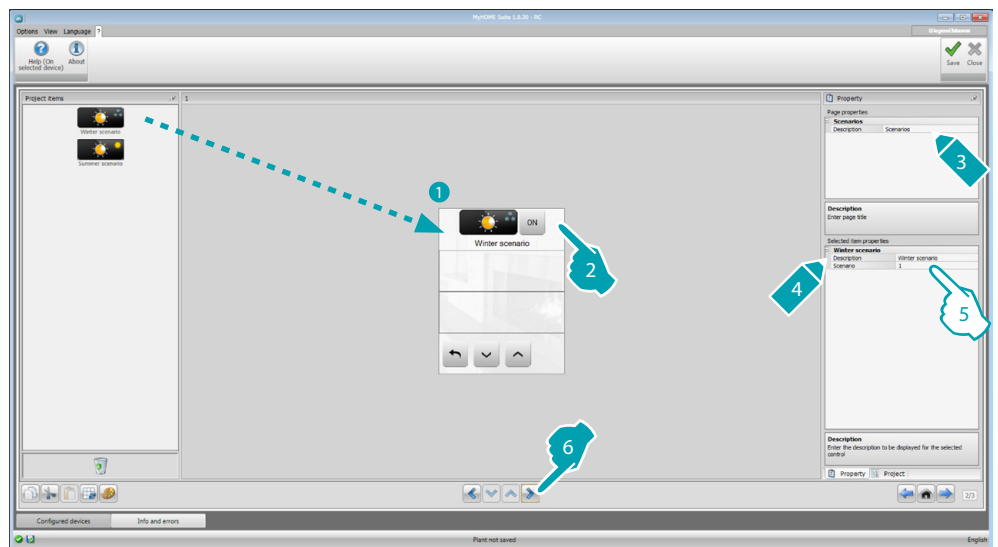 MyHOME Suite 1.0.30 - RC
Options View Language ?
Help (On
selected device)
About
Save Close
Project items
1
Property
Winter scenario
Summer scenario
Page properties
Scenarios
Description Scenarios
3
Description
Enter page title
1
ON
Winter scenario
2
Selected item properties
Winter scenario
Description Winter scenario
Scenario 1
4
5
6
Description
Enter the description to be displayed for the selected
control
Property Project
2/3
Configured devices Info and errors
Plant not saved
English